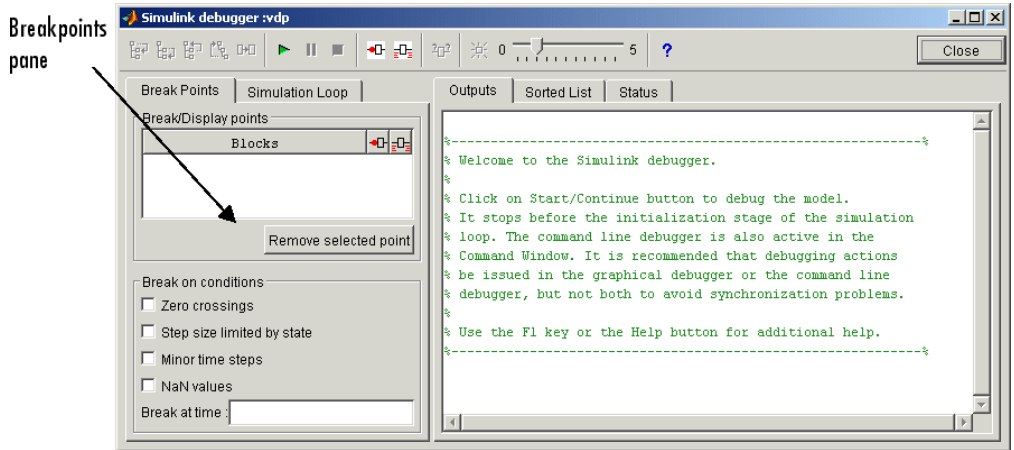 Breakpoints
pane
Simulink debugger :vdp
0 5 ? Close
Break Points Simulation Loop
Break/Display points
Blocks
Remove selected point
Break on conditions
Zero crossings
Step size limited by state
Minor time steps
NaN values
Break at time :
Outputs Sorted List Status
%------------------------------------------------------------%
% Welcome to the Simulink debugger.
%
% Click on Start/Continue button to debug the model.
% It stops before the initialization stage of the simulation
% loop. The command line debugger is also active in the
% Command Window. It is recommended that debugging actions
% be issued in the graphical debugger or the command line
% debugger, but not both to avoid synchronization problems.
%
% Use the F1 key or the Help button for additional help.
%------------------------------------------------------------%